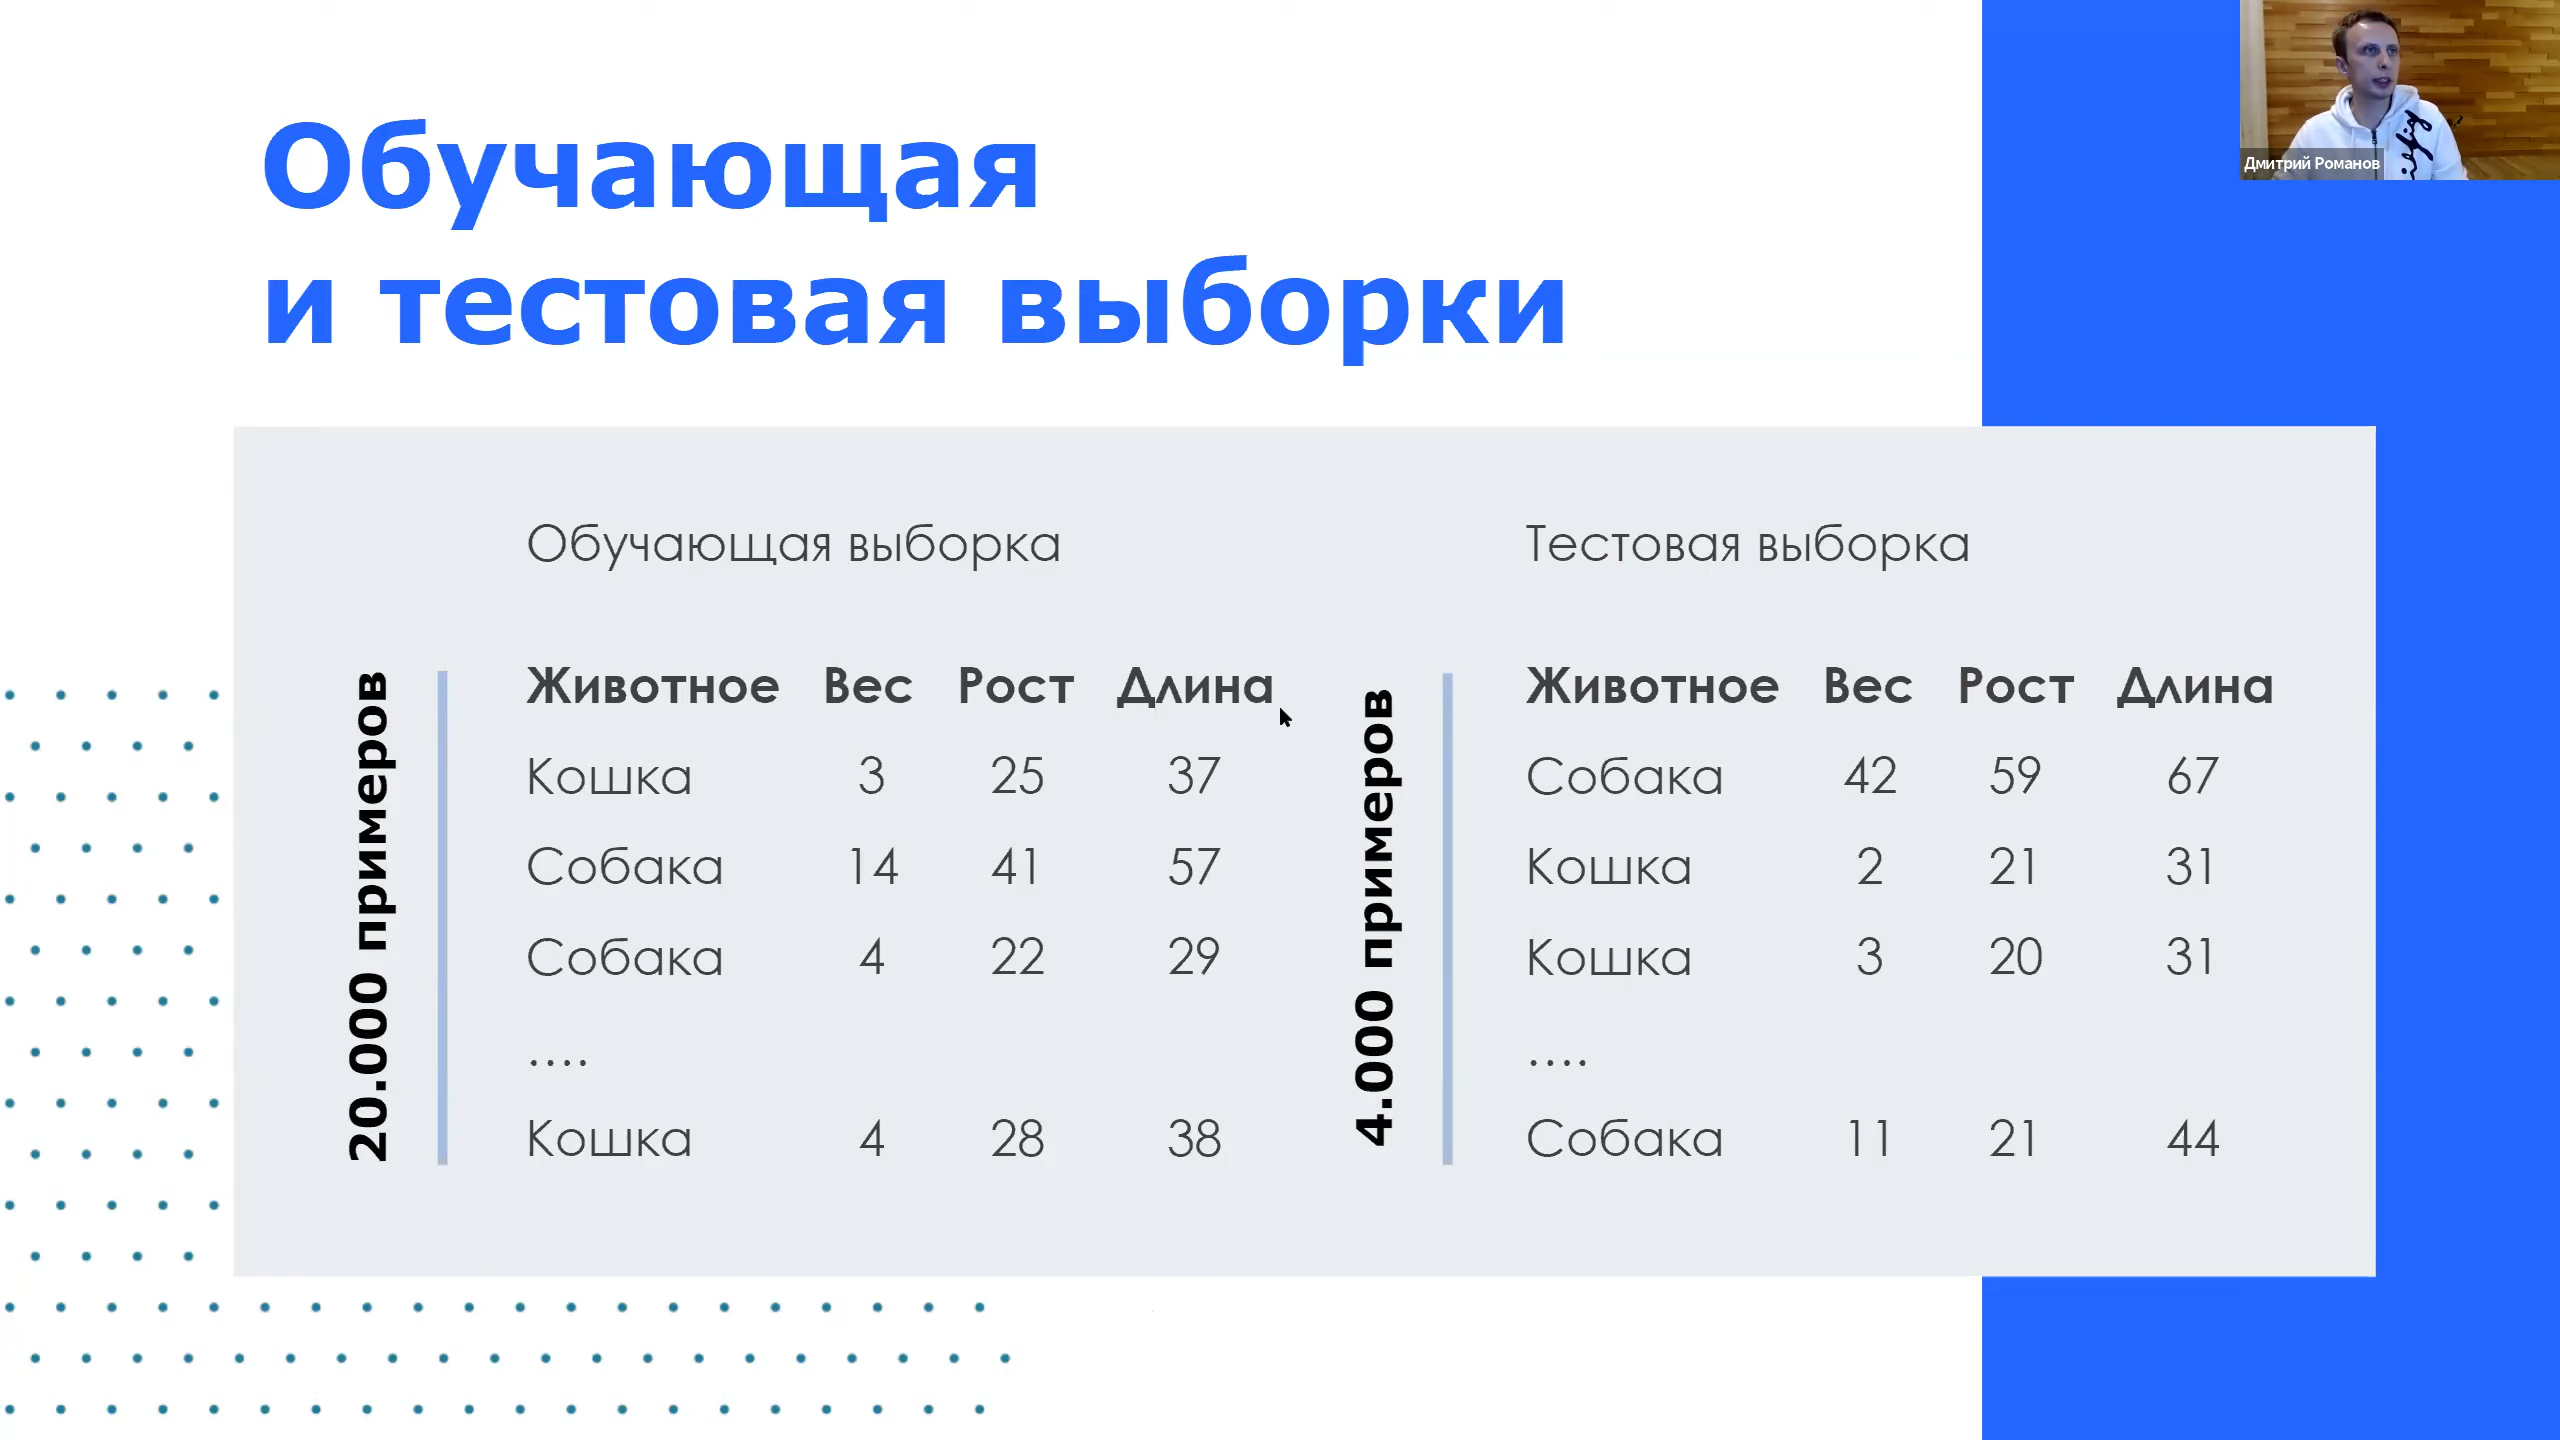 Обучающая
и тестовая выборки
Дмитрий Романов
Обучающая выборка
20.000 примеров
Животное Вес Рост Длина
Кошка 3 25 37
Собака 14 41 57
Собака 4 22 29
....
Кошка 4 28 38
Тестовая выборка
4.000 примеров
Животное Вес Рост Длина
Собака 42 59 67
Кошка 2 21 31
Кошка 3 20 31
....
Собака 11 21 44